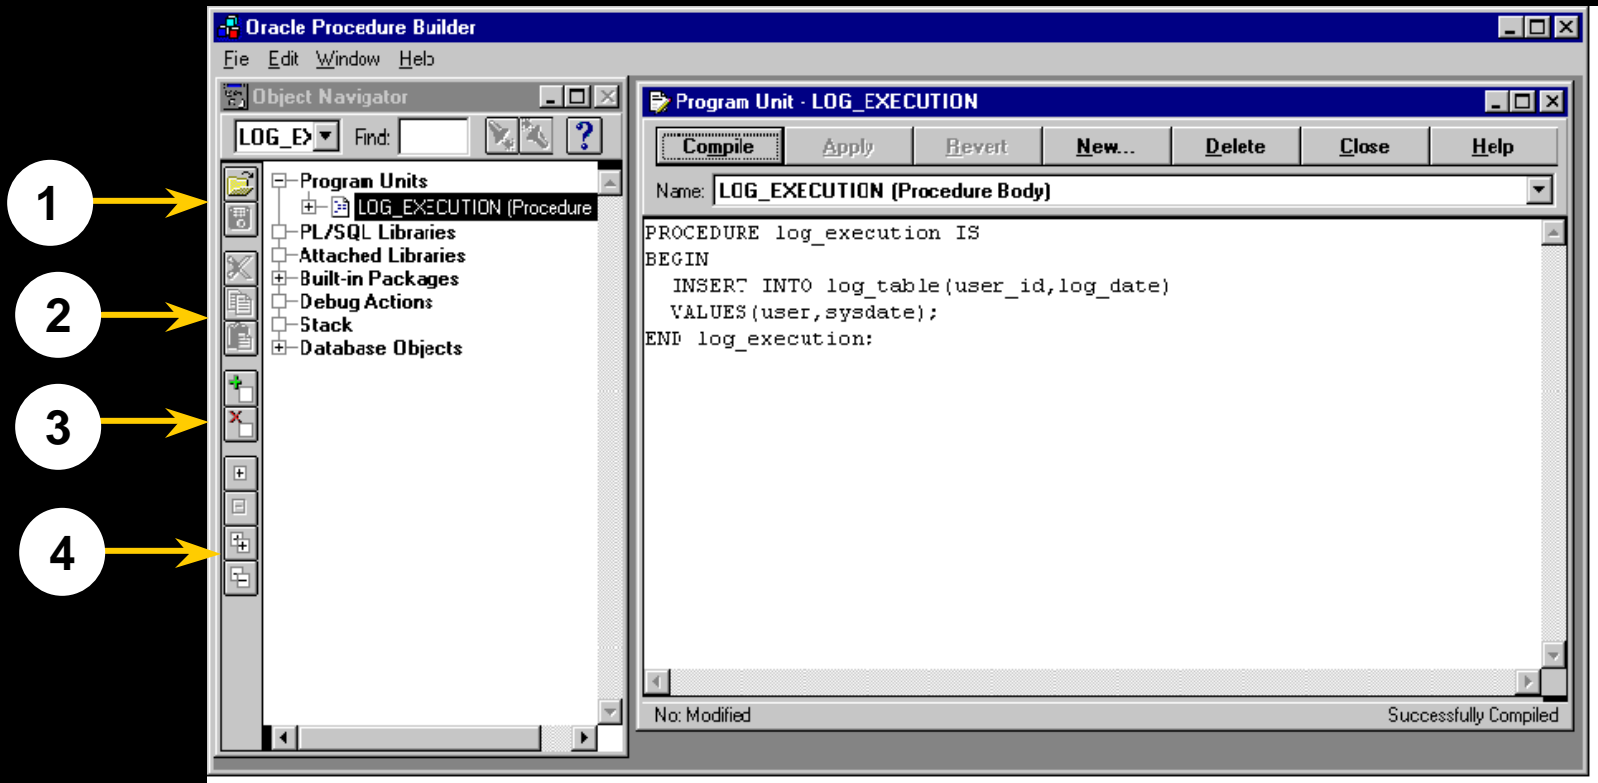 Oracle Procedure Builder
Fie Edit Window Help
Object Navigator
LOG_EX Find:
Program Units
LOG_EXECUTION (Procedure
PL/SQL Libraries
Attached Libraries
Built-in Packages
Debug Actions
Stack
Database Objects
1
2
3
4
Program Unit - LOG_EXECUTION
Compile Apply Revert New... Delete Close Help
Name: LOG_EXECUTION (Procedure Body)
PROCEDURE log_execution IS
BEGIN
INSERT INTO log_table(user_id,log_date)
VALUES(user,sysdate);
END log_execution;
No: Modified Successfully Compiled